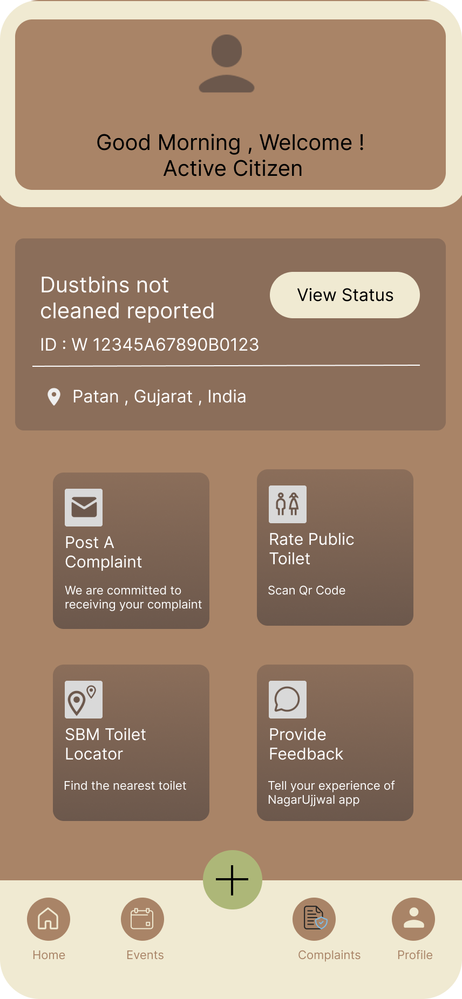 Good Morning , Welcome !
Active Citizen
Dustbins not
cleaned reported
View Status
ID : W 12345A67890B0123
Patan , Gujarat , India
Post A
Complaint
We are committed to
receiving your complaint
Rate Public
Toilet
Scan Qr Code
SBM Toilet
Locator
Find the nearest toilet
Provide
Feedback
Tell your experience of
NagarUjjwal app
Home
Events
Complaints
Profile